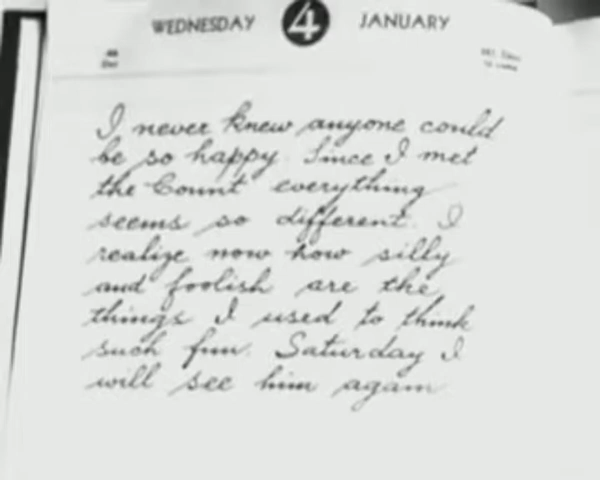 WEDNESDAY 4 JANUARY
I never knew anyone could
be so happy. Since I met
the Count everything
seems so different. I
realize now how silly
and foolish are the
things I used to think
such fun. Saturday I
will see him again